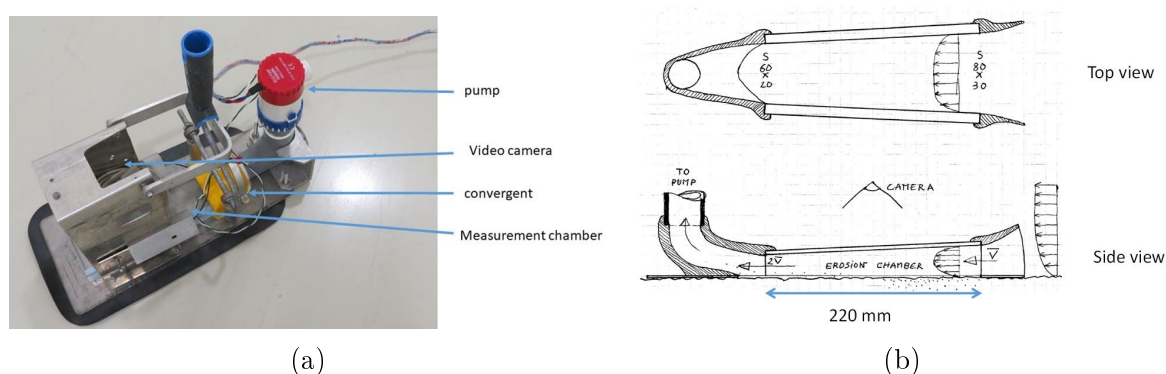 pump
Video camera
convergent
Measurement chamber
(a)
S
60
X
20
S
80
X
30
Top view
TO
PUMP
CAMERA
2V
EROSION CHAMBER
V
Side view
220 mm
(b)